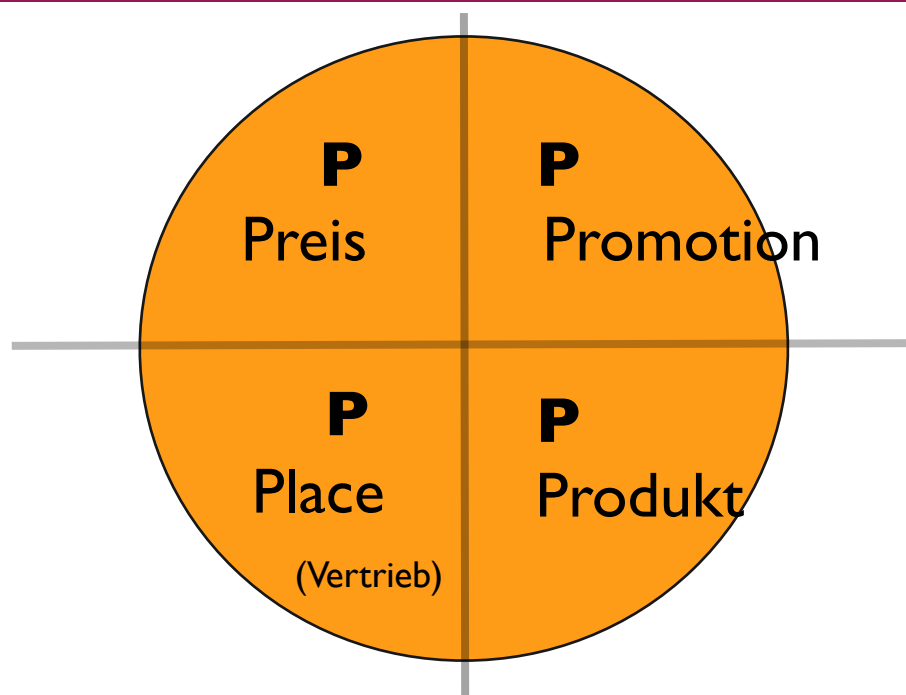 P
Preis
P
Promotion
P
Place
(Vertrieb)
P
Produkt